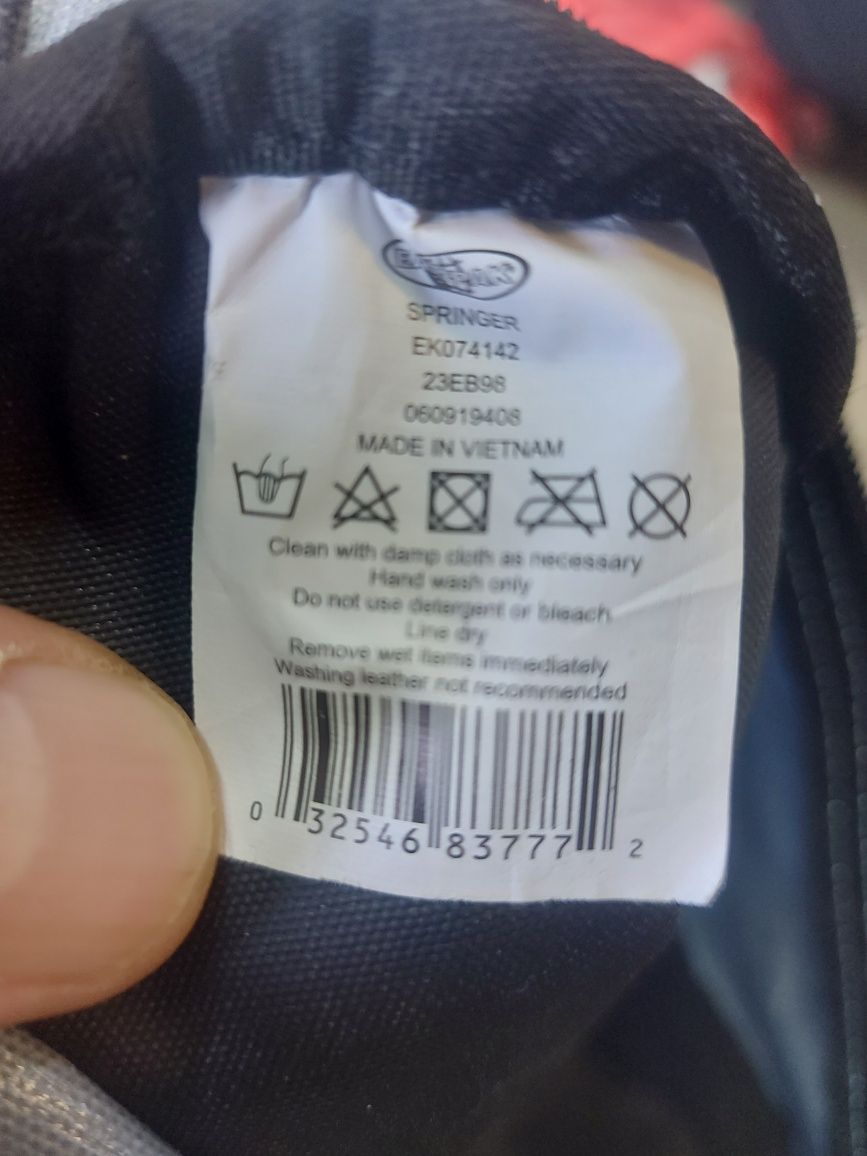 SPRINGER
EK074142
23EB98
060919408
MADE IN VIETNAM
Clean with damp cloth as necessary
Hand wash only
Do not use detergent or bleach
Line dry
Remove wet items immediately
Washing leather not recommended
0 32546 83777 2